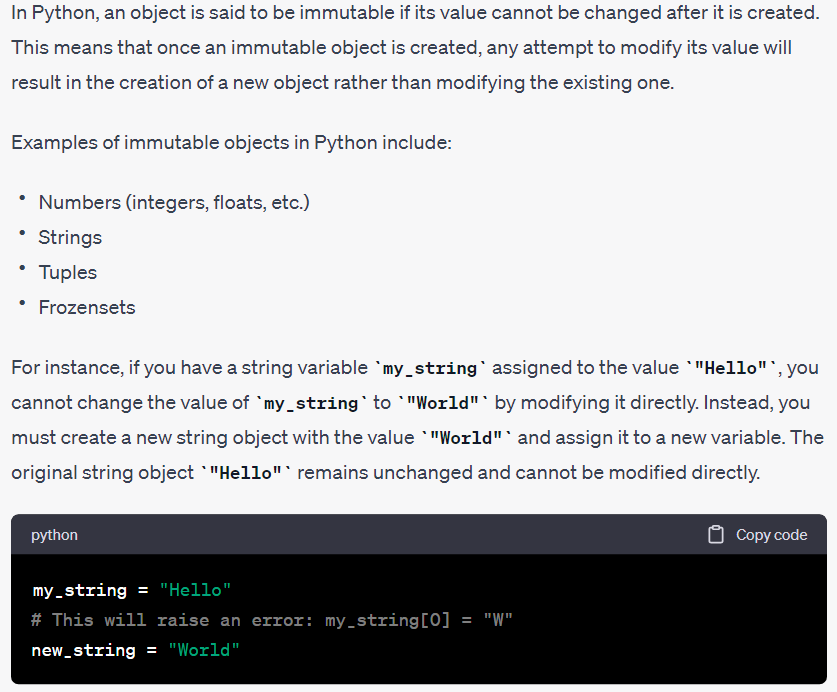 In Python, an object is said to be immutable if its value cannot be changed after it is created.
This means that once an immutable object is created, any attempt to modify its value will
result in the creation of a new object rather than modifying the existing one.
Examples of immutable objects in Python include:
• Numbers (integers, floats, etc.)
• Strings
• Tuples
• Frozensets
For instance, if you have a string variable `my_string` assigned to the value `"Hello"`, you
cannot change the value of `my_string` to `"World"` by modifying it directly. Instead, you
must create a new string object with the value `"World"` and assign it to a new variable. The
original string object `"Hello"` remains unchanged and cannot be modified directly.
python Copy code
my_string = "Hello"
# This will raise an error: my_string[0] = "W"
new_string = "World"